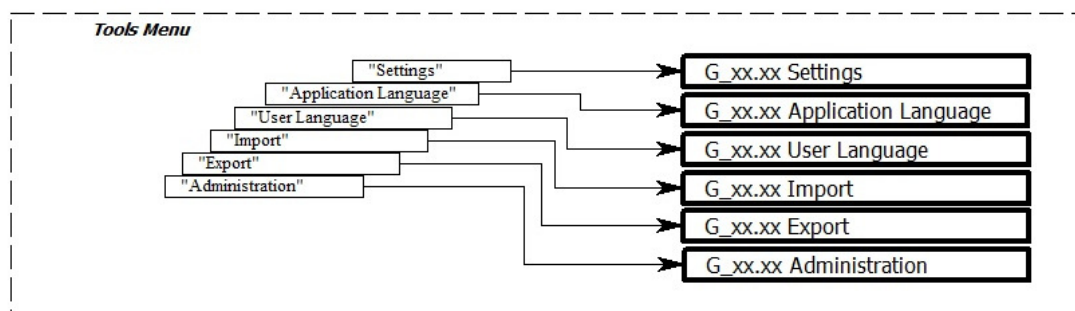 Tools Menu
"Settings"
"Application Language"
"User Language"
"Import"
"Export"
"Administration"
G_xx.xx Settings
G_xx.xx Application Language
G_xx.xx User Language
G_xx.xx Import
G_xx.xx Export
G_xx.xx Administration